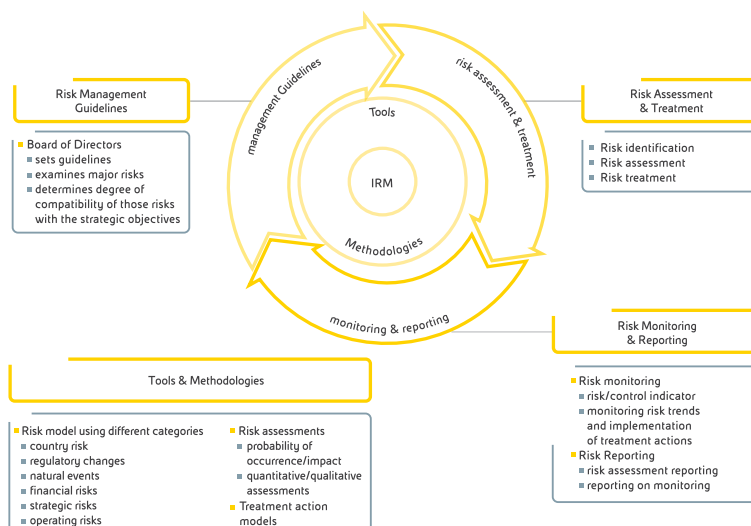 management Guidelines
risk assessment & treatment
Tools
IRM
Methodologies
monitoring & reporting
Risk Management
Guidelines
Board of Directors
sets guidelines
examines major risks
determines degree of
compatibility of those risks
with the strategic objectives
Risk Assessment
& Treatment
Risk identification
Risk assessment
Risk treatment
Risk Monitoring
& Reporting
Risk monitoring
risk/control indicator
monitoring risk trends
and implementation
of treatment actions
Risk Reporting
risk assessment reporting
reporting on monitoring
Tools & Methodologies
Risk model using different categories
country risk
regulatory changes
natural events
financial risks
strategic risks
operating risks
Risk assessments
probability of
occurrence/impact
quantitative/qualitative
assessments
Treatment action
models